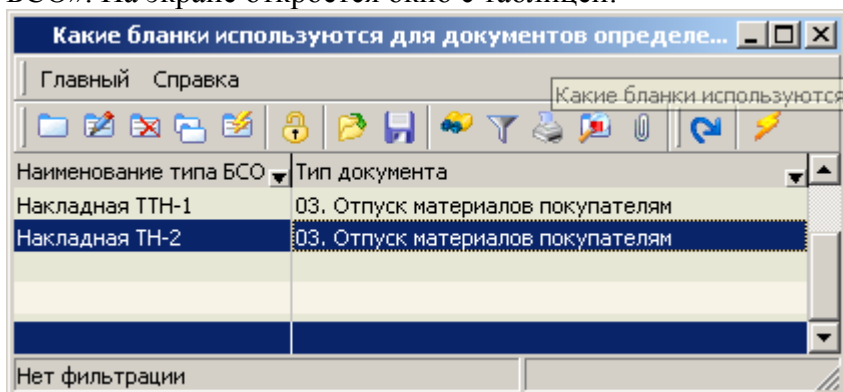 БСО». На экране откроется окно с таблицей:
Какие бланки используются для документов определе...
Главный Справка
Какие бланки используются
Наименование типа БСО Тип документа
Накладная ТТН-1 03. Отпуск материалов покупателям
Накладная ТН-2 03. Отпуск материалов покупателям
Нет фильтрации